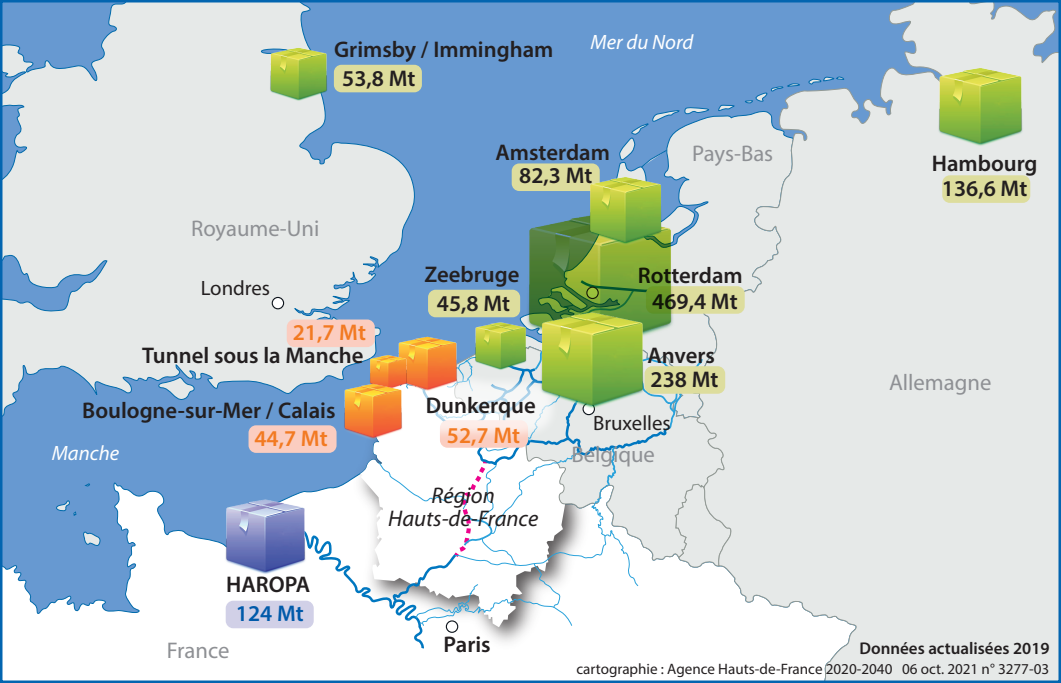 Mer du Nord
Grimsby / Immingham
53,8 Mt
Hambourg
136,6 Mt
Amsterdam
82,3 Mt
Pays-Bas
Royaume-Uni
Londres
Zeebruge
45,8 Mt
Rotterdam
469,4 Mt
21,7 Mt
Tunnel sous la Manche
Anvers
238 Mt
Allemagne
Boulogne-sur-Mer / Calais
44,7 Mt
Dunkerque
52,7 Mt
Bruxelles
Belgique
Manche
Région
Hauts-de-France
HAROPA
124 Mt
Paris
France
Données actualisées 2019
cartographie : Agence Hauts-de-France 2020-2040 06 oct. 2021 n° 3277-03